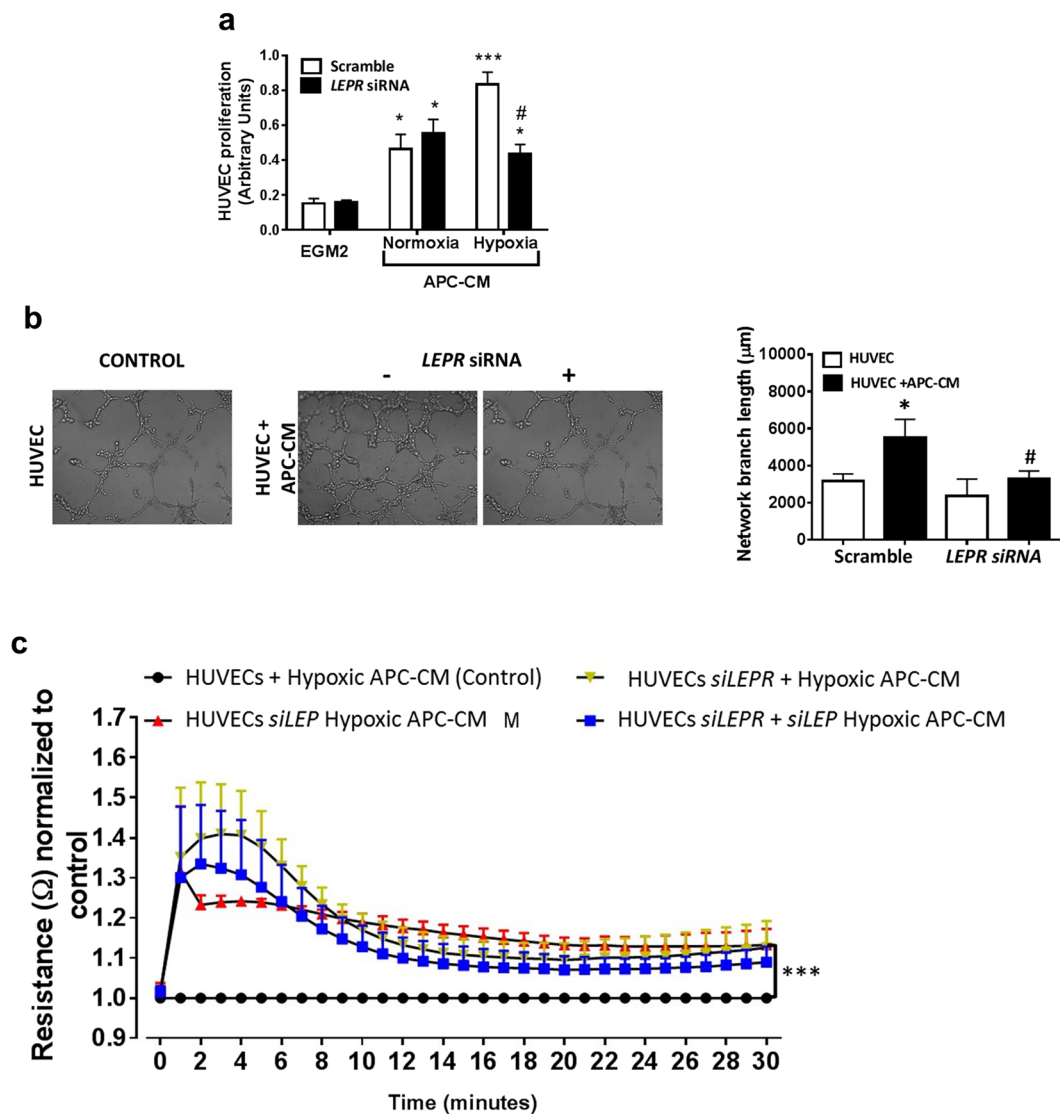 a
HUVEC proliferation
(Arbitrary Units)
1.0
0.8
0.6
0.4
0.2
0.0
Scramble
LEPR siRNA
*
*
***
#
*
EGM2
Normoxia
Hypoxia
APC-CM
b
CONTROL
LEPR siRNA
-
+
HUVEC
HUVEC +
APC-CM
Network branch length (μm)
10000
8000
6000
4000
2000
0
HUVEC
HUVEC +APC-CM
*
#
Scramble
LEPR siRNA
c
HUVECs + Hypoxic APC-CM (Control)
HUVECs siLEPR + Hypoxic APC-CM
HUVECs siLEP Hypoxic APC-CM M
HUVECs siLEPR + siLEP Hypoxic APC-CM
Resistance (Ω) normalized to
control
1.7
1.6
1.5
1.4
1.3
1.2
1.1
1.0
0.9
***
0 2 4 6 8 10 12 14 16 18 20 22 24 26 28 30
Time (minutes)